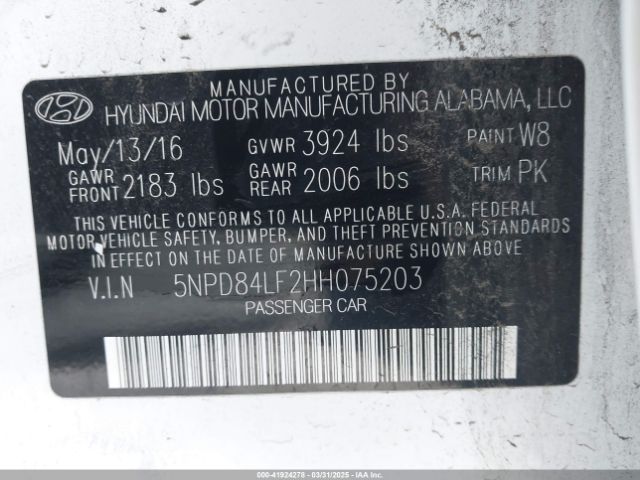 MANUFACTURED BY
HYUNDAI MOTOR MANUFACTURING ALABAMA, LLC
May/13/16 GVWR 3924 lbs PAINT W8
GAWR FRONT 2183 lbs GAWR REAR 2006 lbs TRIM PK
THIS VEHICLE CONFORMS TO ALL APPLICABLE U.S.A. FEDERAL
MOTOR VEHICLE SAFETY, BUMPER, AND THEFT PREVENTION STANDARDS
IN EFFECT ON THE DATE OF MANUFACTURE SHOWN ABOVE.
V.I.N 5NPD84LF2HH075203
PASSENGER CAR
000-41924278 - 03/31/2025 - IAAI.COM